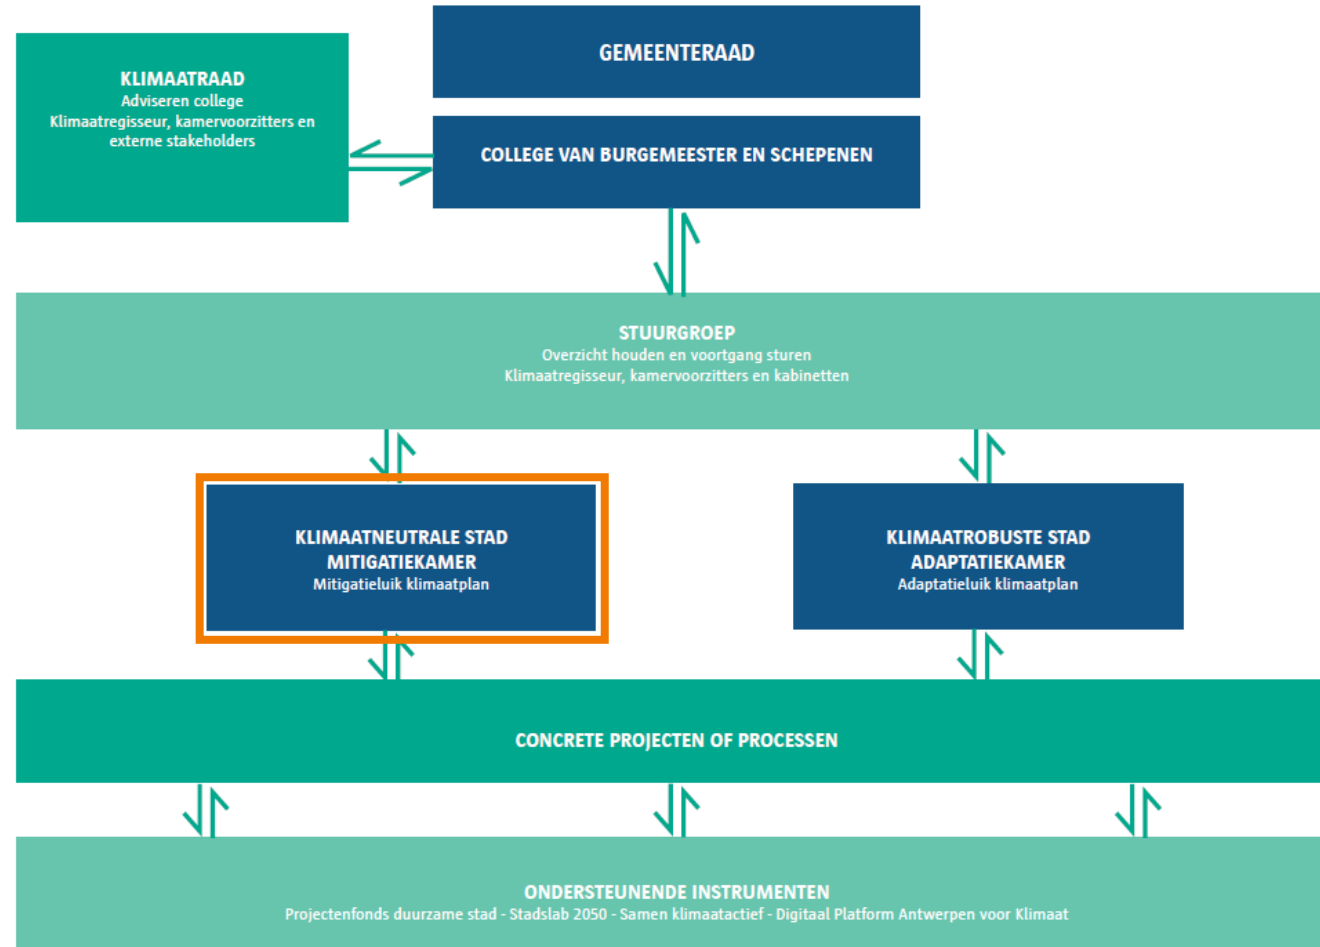 KLIMAATRAAD
Adviseren college
Klimaatregisseur, kamervoorzitters en
externe stakeholders
GEMEENTERAAD
COLLEGE VAN BURGEMEESTER EN SCHEPENEN
STUURGROEP
Overzicht houden en voortgang sturen
Klimaatregisseur, kamervoorzitters en kabinetten
KLIMAATNEUTRALE STAD
MITIGATIEKAMER
Mitigatieluik klimaatplan
KLIMAATROBUSTE STAD
ADAPTATIEKAMER
Adaptatieluik klimaatplan
CONCRETE PROJECTEN OF PROCESSEN
ONDERSTEUNENDE INSTRUMENTEN
Projectenfonds duurzame stad - Stadslab 2050 - Samen klimaatactief - Digitaal Platform Antwerpen voor Klimaat